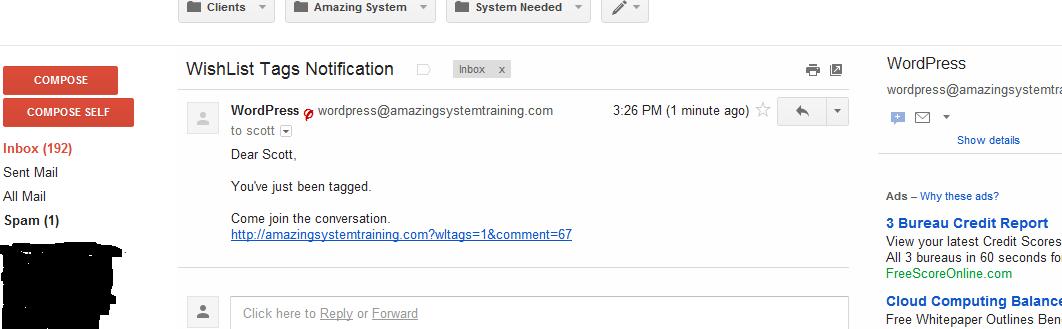 Clients
Amazing System
System Needed
COMPOSE
COMPOSE SELF
Inbox (192)
Sent Mail
All Mail
Spam (1)
WishList Tags Notification
Inbox x
WordPress wordpress@amazingsystemtraining.com
3:26 PM (1 minute ago)
to scott
Dear Scott,
You've just been tagged.
Come join the conversation.
http://amazingsystemtraining.com?wltags=1&comment=67
Click here to Reply or Forward
WordPress
wordpress@amazingsystemtra
Show details
Ads – Why these ads?
3 Bureau Credit Report
View your latest Credit Scores
All 3 bureaus in 60 seconds fo
FreeScoreOnline.com
Cloud Computing Balance
Free Whitepaper Outlines Ben